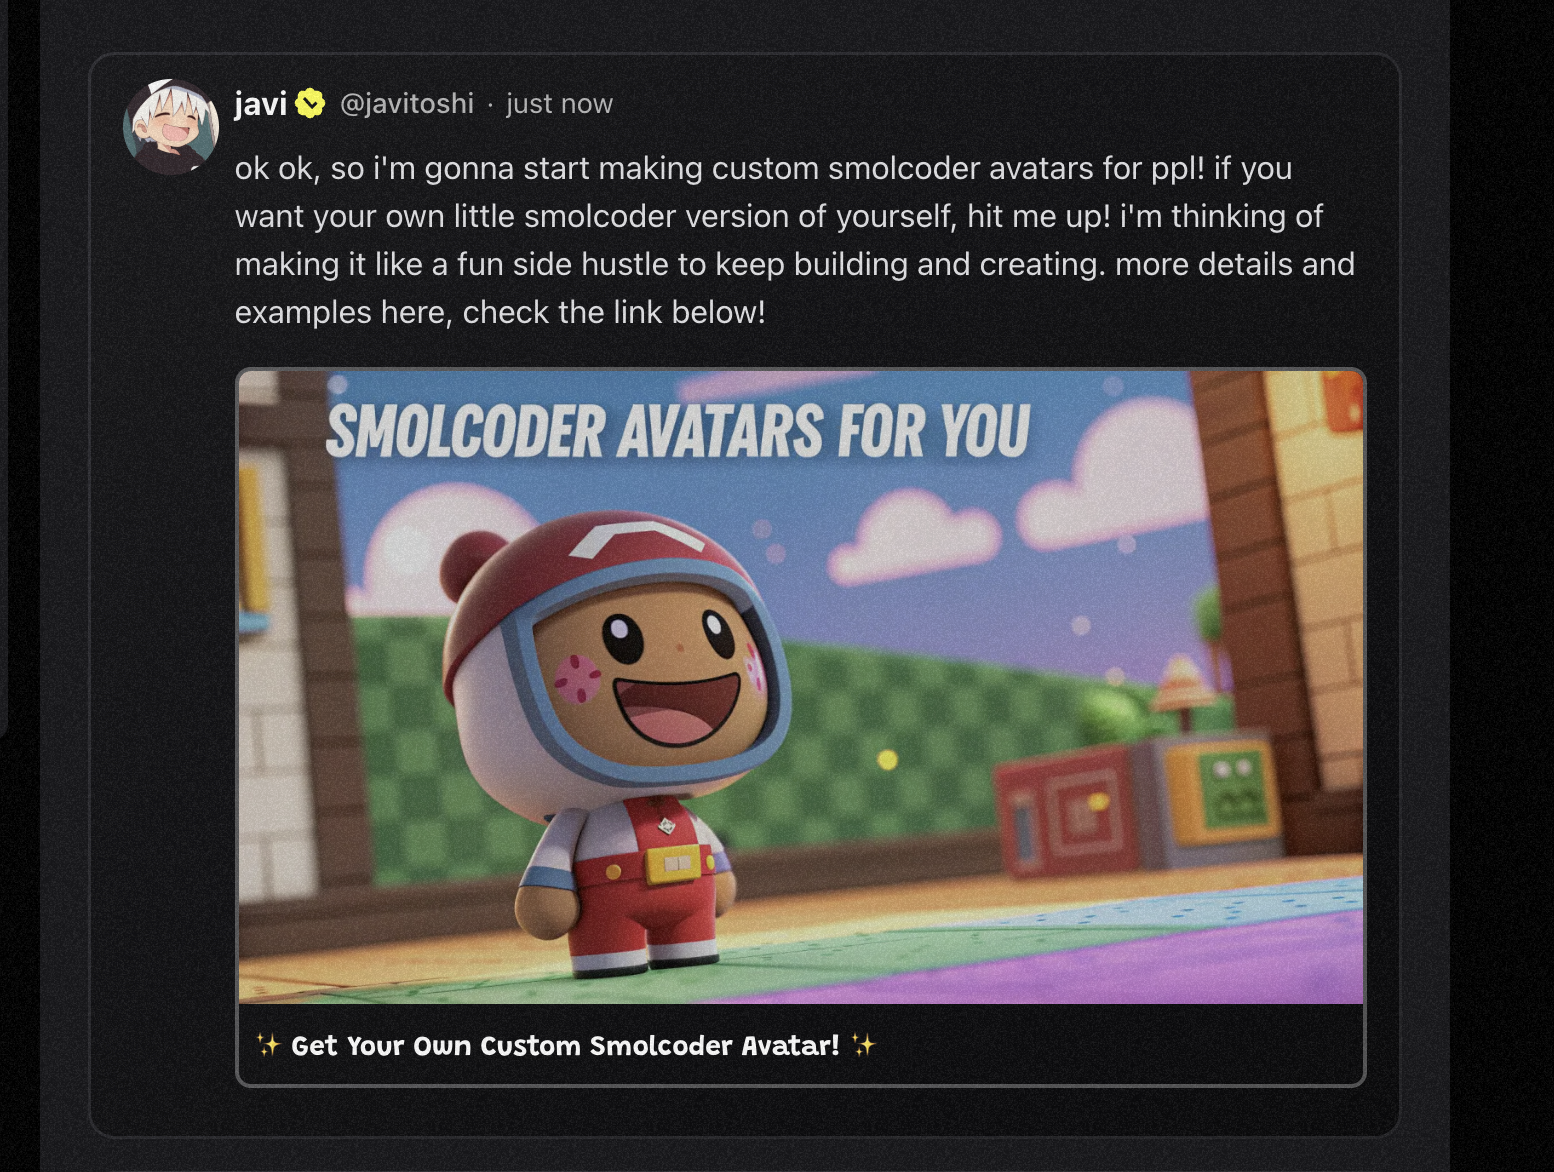 javi @javitoshi · just now
ok ok, so i'm gonna start making custom smolcoder avatars for ppl! if you
want your own little smolcoder version of yourself, hit me up! i'm thinking of
making it like a fun side hustle to keep building and creating. more details and
examples here, check the link below!
SMOLCODER AVATARS FOR YOU
✨ Get Your Own Custom Smolcoder Avatar! ✨